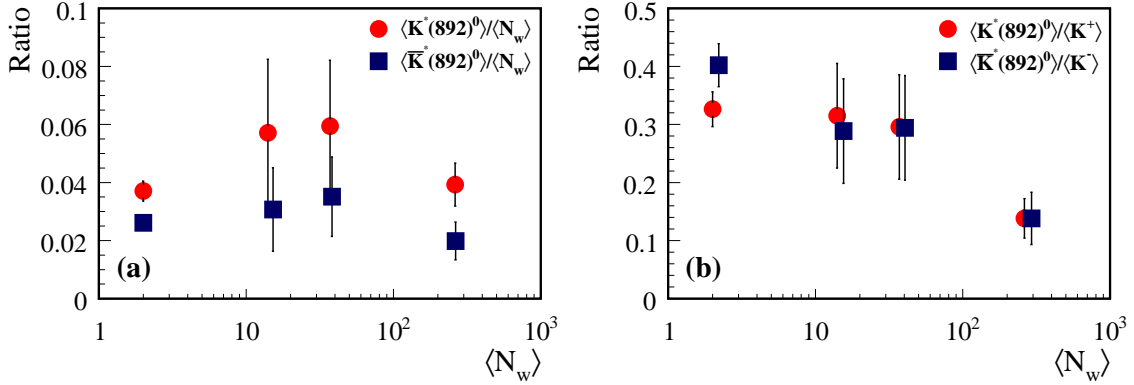 Ratio
0.1
0.08
0.06
0.04
0.02
0
⟨K*(892)⁰⟩/⟨N_w⟩
⟨K̅*(892)⁰⟩/⟨N_w⟩
(a)
1 10 10² 10³
⟨N_w⟩
Ratio
0.5
0.4
0.3
0.2
0.1
0
⟨K*(892)⁰⟩/⟨K⁺⟩
⟨K̅*(892)⁰⟩/⟨K⁻⟩
(b)
1 10 10² 10³
⟨N_w⟩